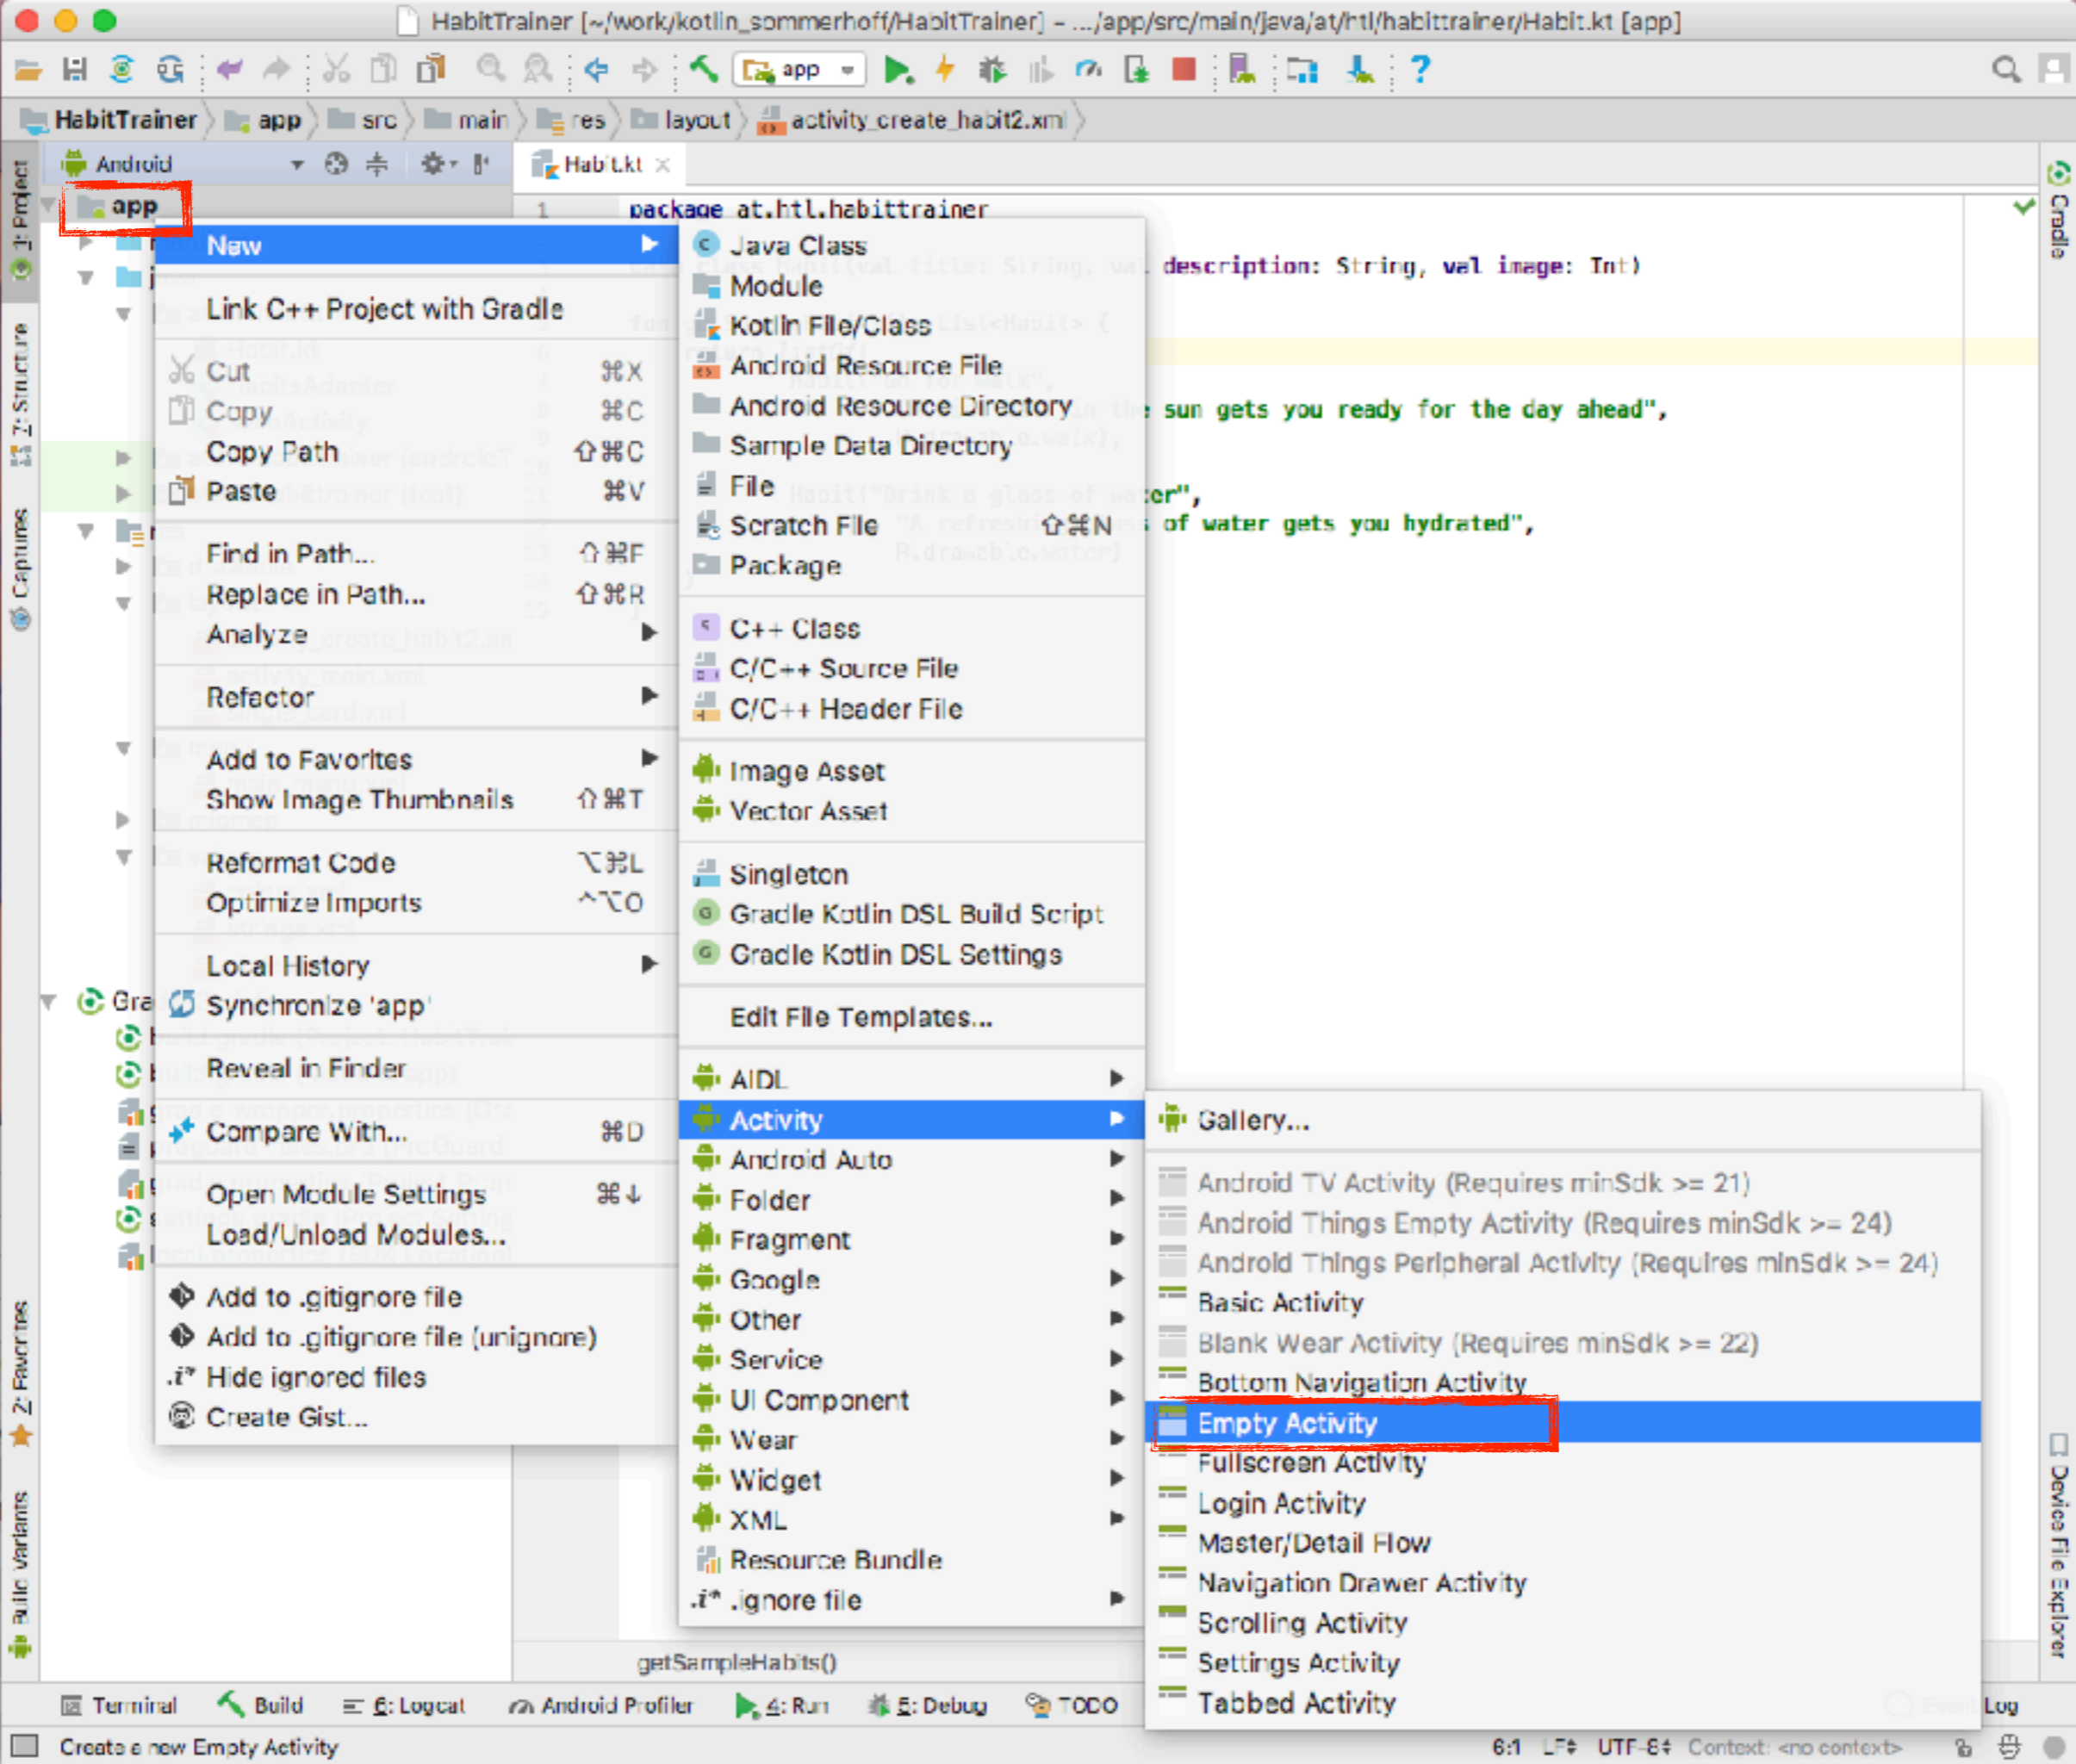 HabitTrainer [~/work/kotlin_sommerhoff/HabitTrainer] – .../app/src/main/java/at/htl/habittrainer/Habit.kt [app]
app
HabitTrainer app src main res layout activity_create_habit2.xml
1: Project
7: Structure
Captures
2: Favorites
Build Variants
Android
app
Gra
New
Link C++ Project with Gradle
Cut ⌘X
Copy ⌘C
Copy Path ⇧⌘C
Paste ⌘V
Find in Path... ⇧⌘F
Replace in Path... ⇧⌘R
Analyze
Refactor
Add to Favorites
Show Image Thumbnails ⇧⌘T
Reformat Code ⌥⌘L
Optimize Imports ^⌥O
Local History
Synchronize 'app'
Reveal in Finder
Compare With... ⌘D
Open Module Settings ⌘↓
Load/Unload Modules...
Add to .gitignore file
Add to .gitignore file (unignore)
Hide ignored files
Create Gist...
Habit.kt
1 package at.htl.habittrainer
description: String, val image: Int)
sun gets you ready for the day ahead",
er",
of water gets you hydrated",
Java Class
Module
Kotlin File/Class
Android Resource File
Android Resource Directory
Sample Data Directory
File
Scratch File ⇧⌘N
Package
C++ Class
C/C++ Source File
C/C++ Header File
Image Asset
Vector Asset
Singleton
Gradle Kotlin DSL Build Script
Gradle Kotlin DSL Settings
Edit File Templates...
AIDL
Activity
Android Auto
Folder
Fragment
Google
Other
Service
UI Component
Wear
Widget
XML
Resource Bundle
.ignore file
Gallery...
Android TV Activity (Requires minSdk >= 21)
Android Things Empty Activity (Requires minSdk >= 24)
Android Things Peripheral Activity (Requires minSdk >= 24)
Basic Activity
Blank Wear Activity (Requires minSdk >= 22)
Bottom Navigation Activity
Empty Activity
Fullscreen Activity
Login Activity
Master/Detail Flow
Navigation Drawer Activity
Scrolling Activity
Settings Activity
Tabbed Activity
Gradle
Device File Explorer
getSampleHabits()
Terminal Build 6: Logcat Android Profiler 4: Run 5: Debug TODO Event Log
Create a new Empty Activity 6:1 LF UTF-8 Context: <no context>